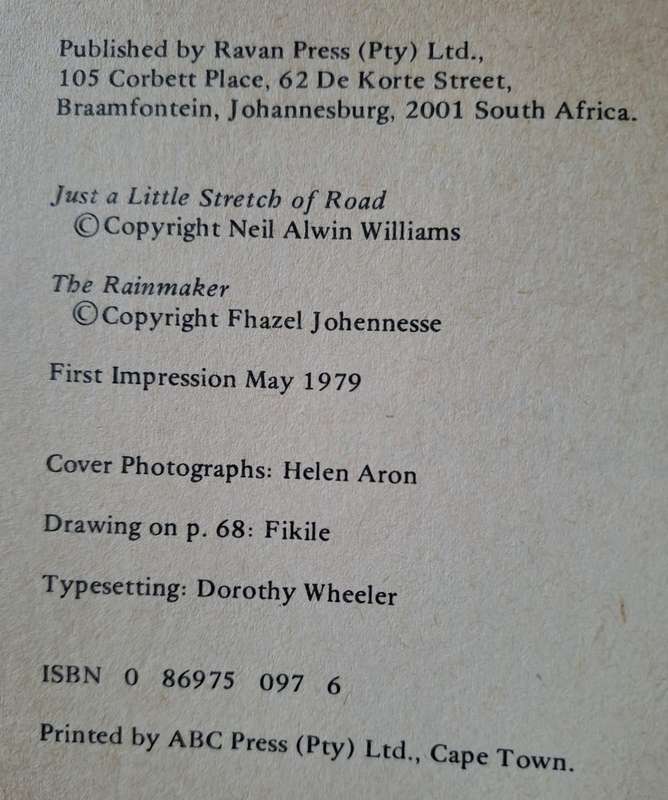 Published by Ravan Press (Pty) Ltd.,
105 Corbett Place, 62 De Korte Street,
Braamfontein, Johannesburg, 2001 South Africa.
Just a Little Stretch of Road
©Copyright Neil Alwin Williams
The Rainmaker
©Copyright Fhazel Johennesse
First Impression May 1979
Cover Photographs: Helen Aron
Drawing on p. 68: Fikile
Typesetting: Dorothy Wheeler
ISBN 0 86975 097 6
Printed by ABC Press (Pty) Ltd., Cape Town.